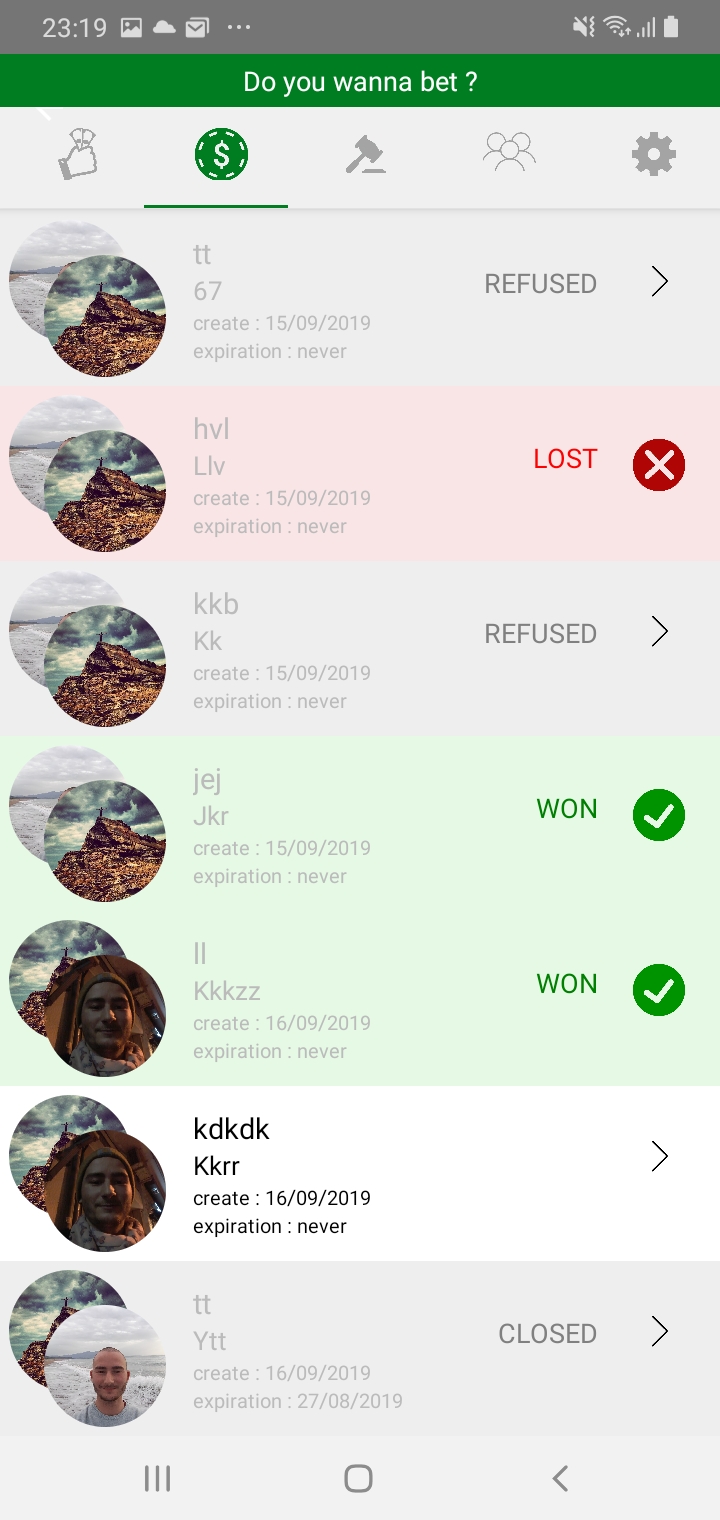 23:19
Do you wanna bet ?
$
tt
67
REFUSED
create : 15/09/2019
expiration : never
hvl
Llv
LOST
create : 15/09/2019
expiration : never
kkb
Kk
REFUSED
create : 15/09/2019
expiration : never
jej
Jkr
WON
create : 15/09/2019
expiration : never
ll
Kkkzz
WON
create : 16/09/2019
expiration : never
kdkdk
Kkrr
create : 16/09/2019
expiration : never
tt
Ytt
CLOSED
create : 16/09/2019
expiration : 27/08/2019